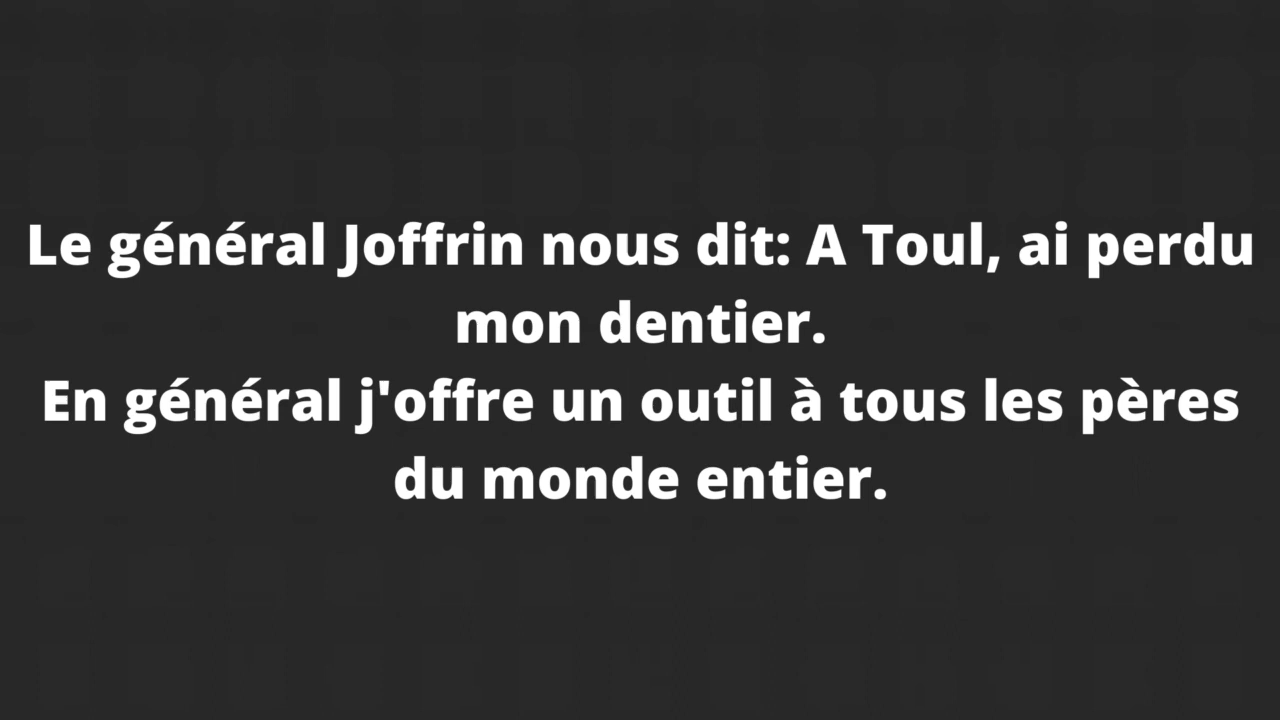 Le général Joffrin nous dit: A Toul, ai perdu
mon dentier.
En général j'offre un outil à tous les pères
du monde entier.